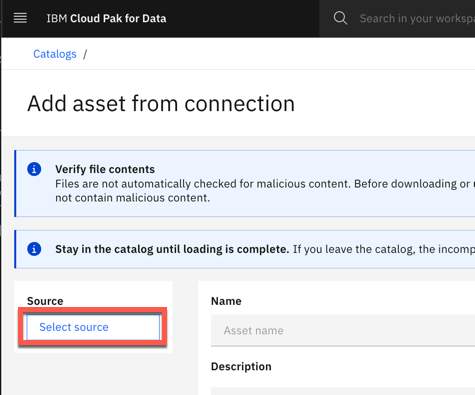 IBM Cloud Pak for Data
Search in your workspa
Catalogs /
Add asset from connection
Verify file contents
Files are not automatically checked for malicious content. Before downloading or u
not contain malicious content.
Stay in the catalog until loading is complete. If you leave the catalog, the incomp
Source
Select source
Name
Asset name
Description